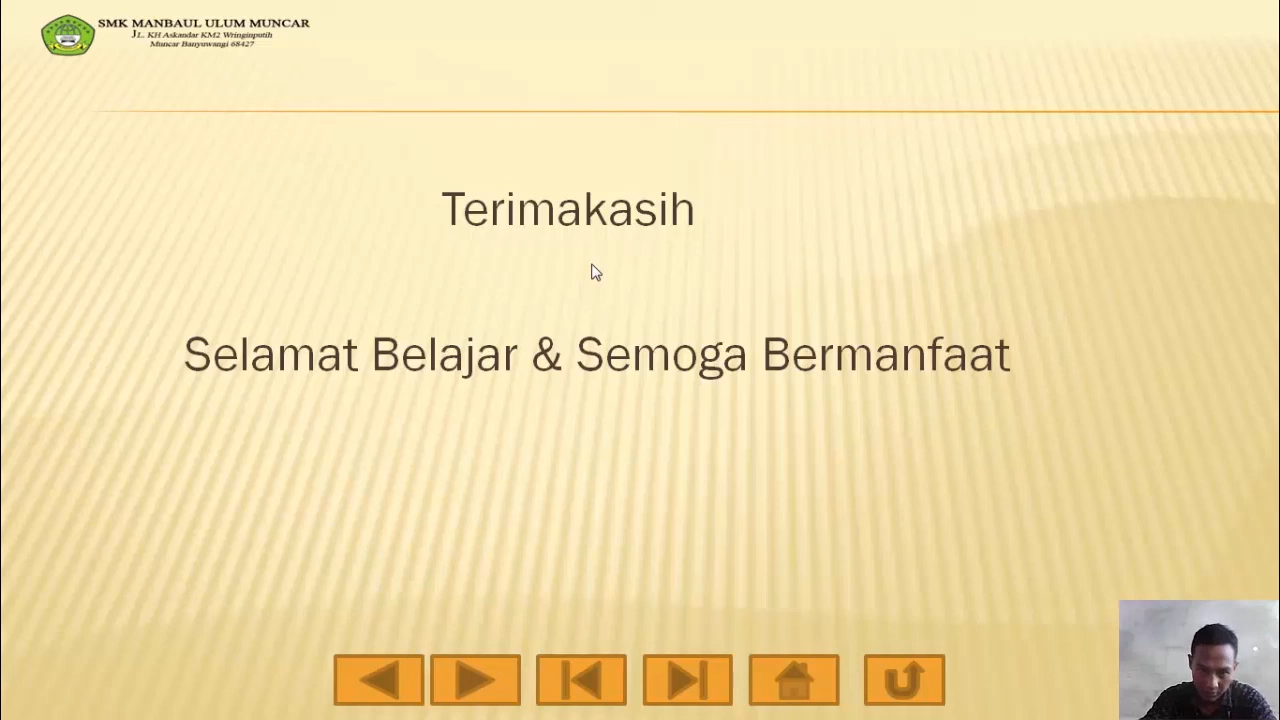 SMK MANBAUL ULUM MUNCAR
JL. KH Askandar KM2 Wringinputih
Muncar Banyuwangi 68427
Terimakasih
Selamat Belajar & Semoga Bermanfaat